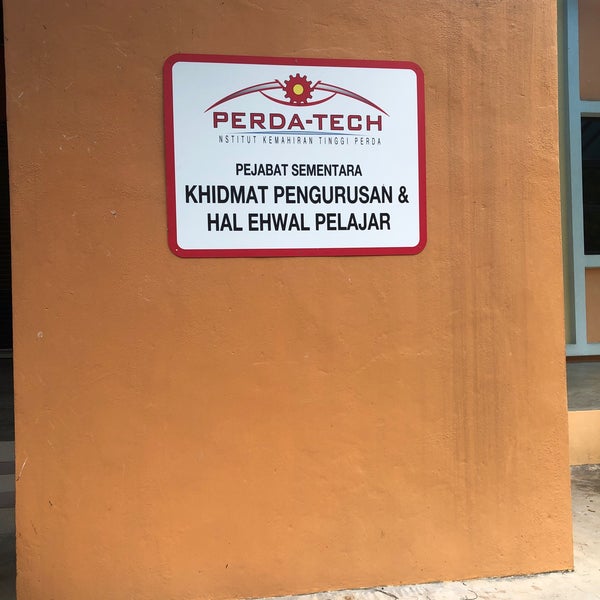 PERDA-TECH
NSTITUT KEMAHIRAN TINGGI PERDA
PEJABAT SEMENTARA
KHIDMAT PENGURUSAN &
HAL EHWAL PELAJAR